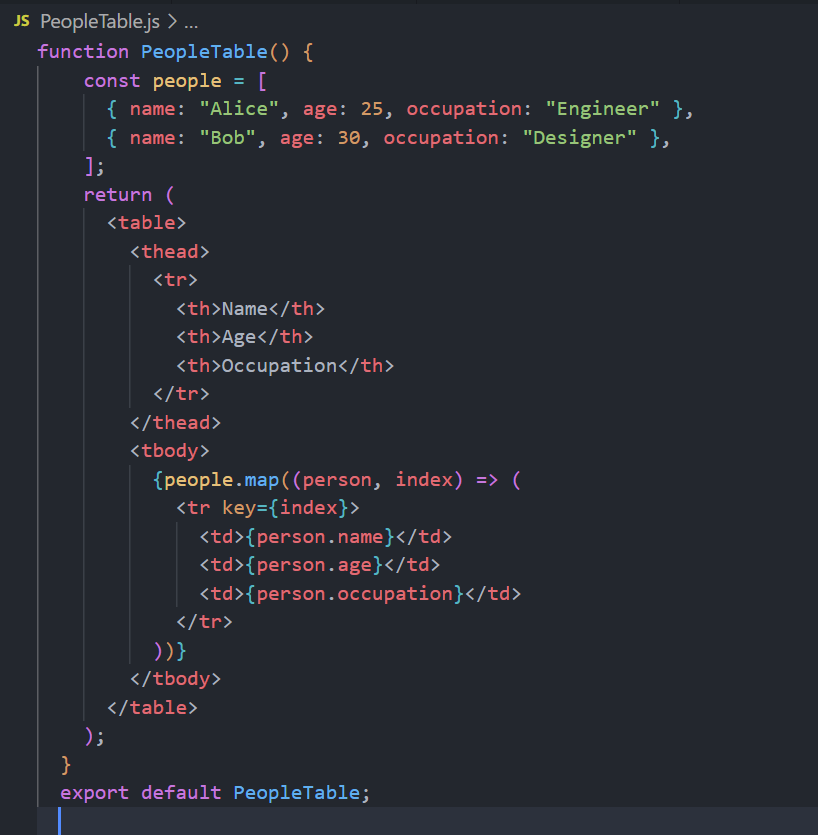 JS PeopleTable.js > ...
function PeopleTable() {
    const people = [
      { name: "Alice", age: 25, occupation: "Engineer" },
      { name: "Bob", age: 30, occupation: "Designer" },
    ];
    return (
      <table>
        <thead>
          <tr>
            <th>Name</th>
            <th>Age</th>
            <th>Occupation</th>
          </tr>
        </thead>
        <tbody>
          {people.map((person, index) => (
            <tr key={index}>
              <td>{person.name}</td>
              <td>{person.age}</td>
              <td>{person.occupation}</td>
            </tr>
          ))}
        </tbody>
      </table>
    );
  }
  export default PeopleTable;